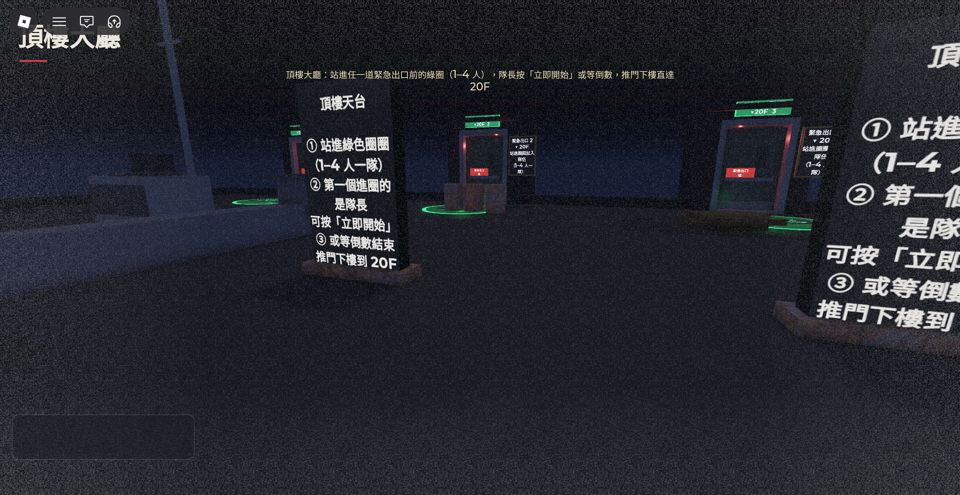 頂樓大廳
頂樓大廳：站進任一道緊急出口前的綠圈（1–4 人），隊長按「立即開始」或等倒數，推門下樓直達
20F
頂樓天台
① 站進綠色圈圈
（1–4 人一隊）
② 第一個進圈的
是隊長
可按「立即開始」
③ 或等倒數結束
推門下樓到 20F
緊急出口 2
▼ 20F
頂
① 站進
（1–4
② 第一個
是隊
可按「立即
③ 或等倒
推門下樓到